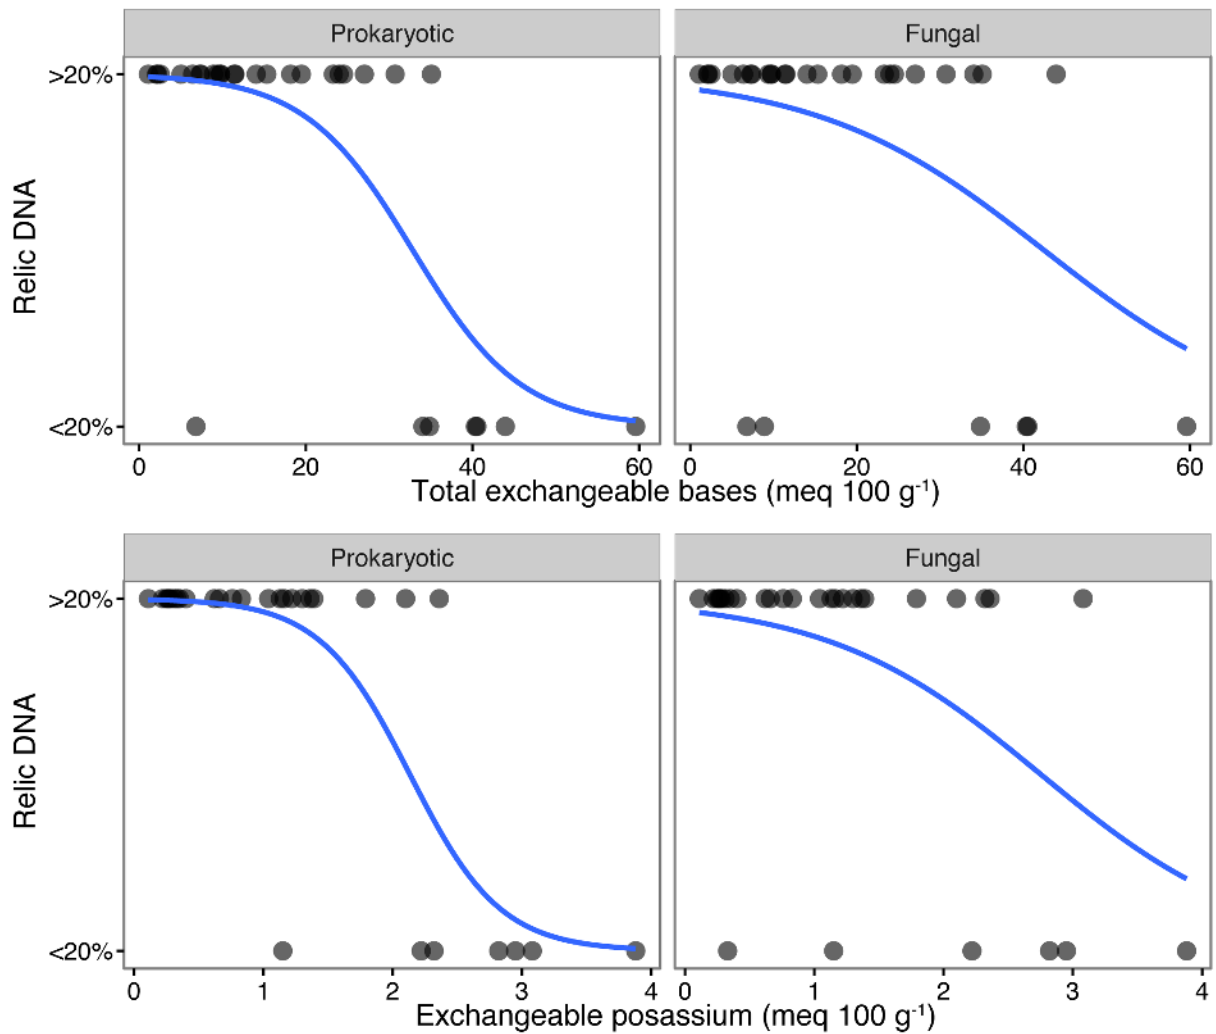 Prokaryotic Fungal
>20%
Relic DNA
<20%
0 20 40 60 0 20 40 60
Total exchangeable bases (meq 100 g⁻¹)
Prokaryotic Fungal
>20%
Relic DNA
<20%
0 1 2 3 4 0 1 2 3 4
Exchangeable posassium (meq 100 g⁻¹)